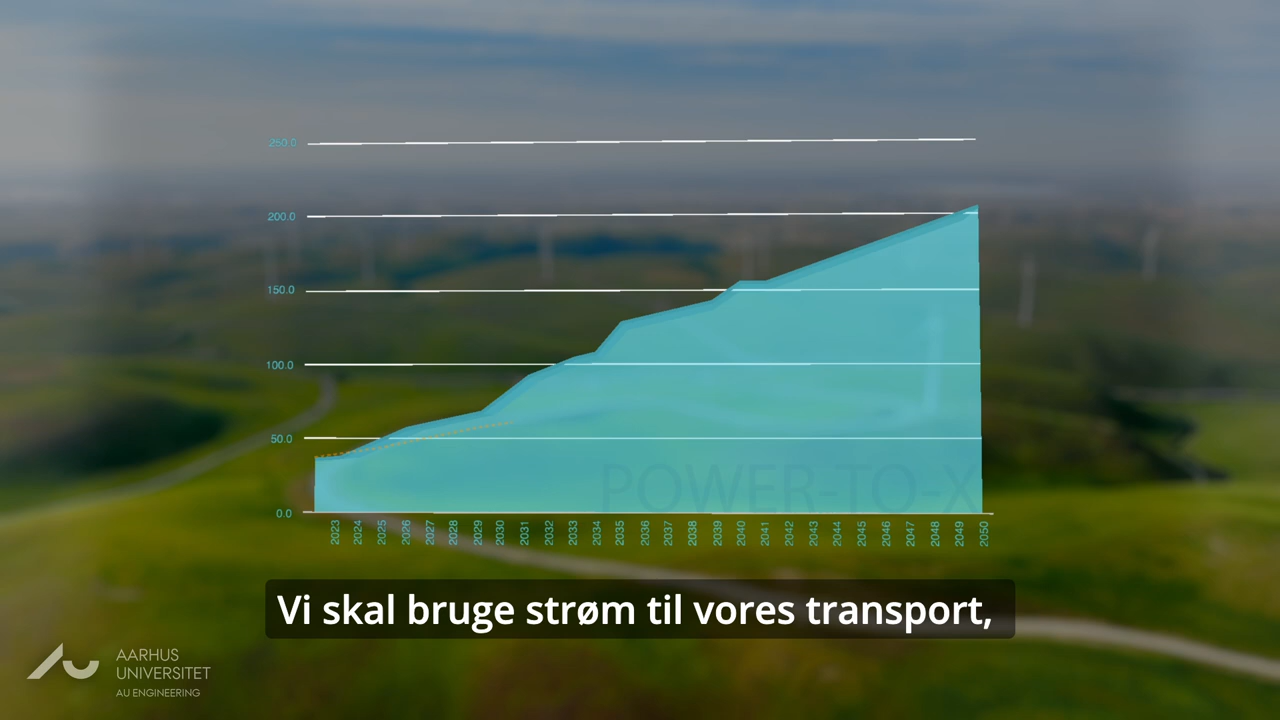 250.0
200.0
150.0
100.0
50.0
0.0
POWER-TO-X
2023 2024 2025 2026 2027 2028 2029 2030 2031 2032 2033 2034 2035 2036 2037 2038 2039 2040 2041 2042 2043 2044 2045 2046 2047 2048 2049 2050
Vi skal bruge strøm til vores transport,
AARHUS
UNIVERSITET
AU ENGINEERING